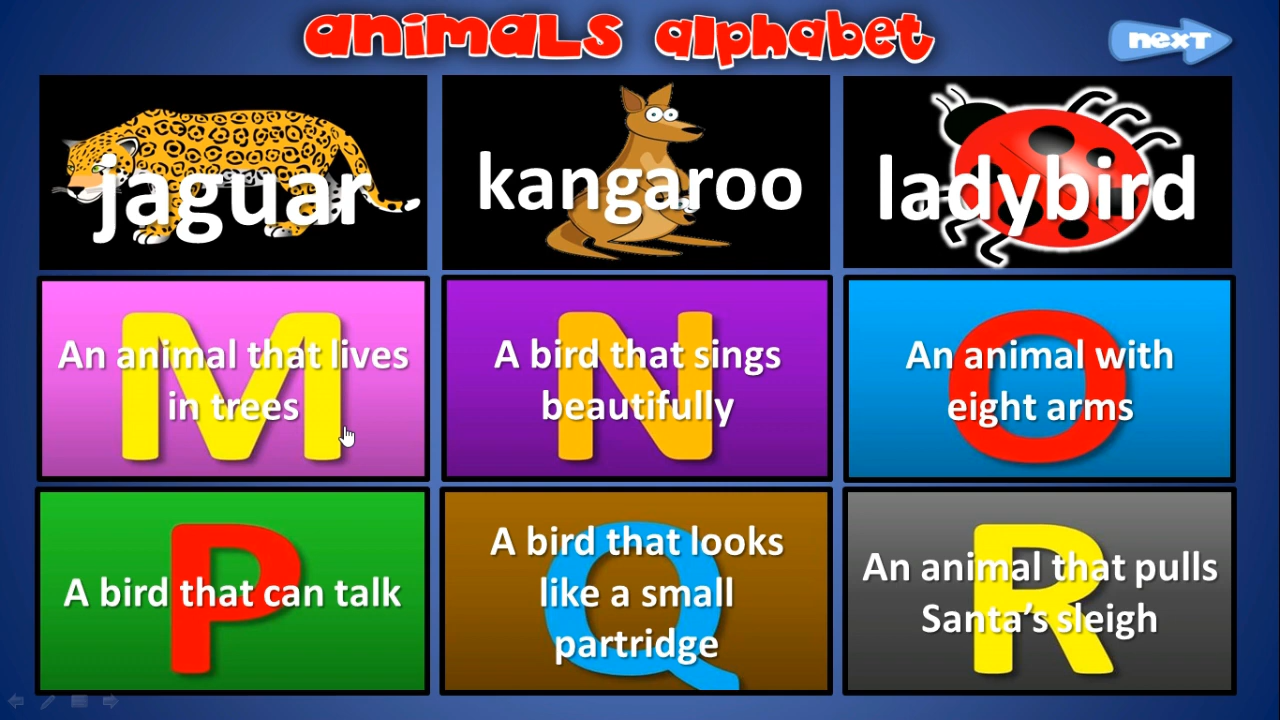 animals alphabet
next
jaguar
kangaroo
ladybird
M
An animal that lives
in trees
N
A bird that sings
beautifully
O
An animal with
eight arms
P
A bird that can talk
Q
A bird that looks
like a small
partridge
R
An animal that pulls
Santa's sleigh